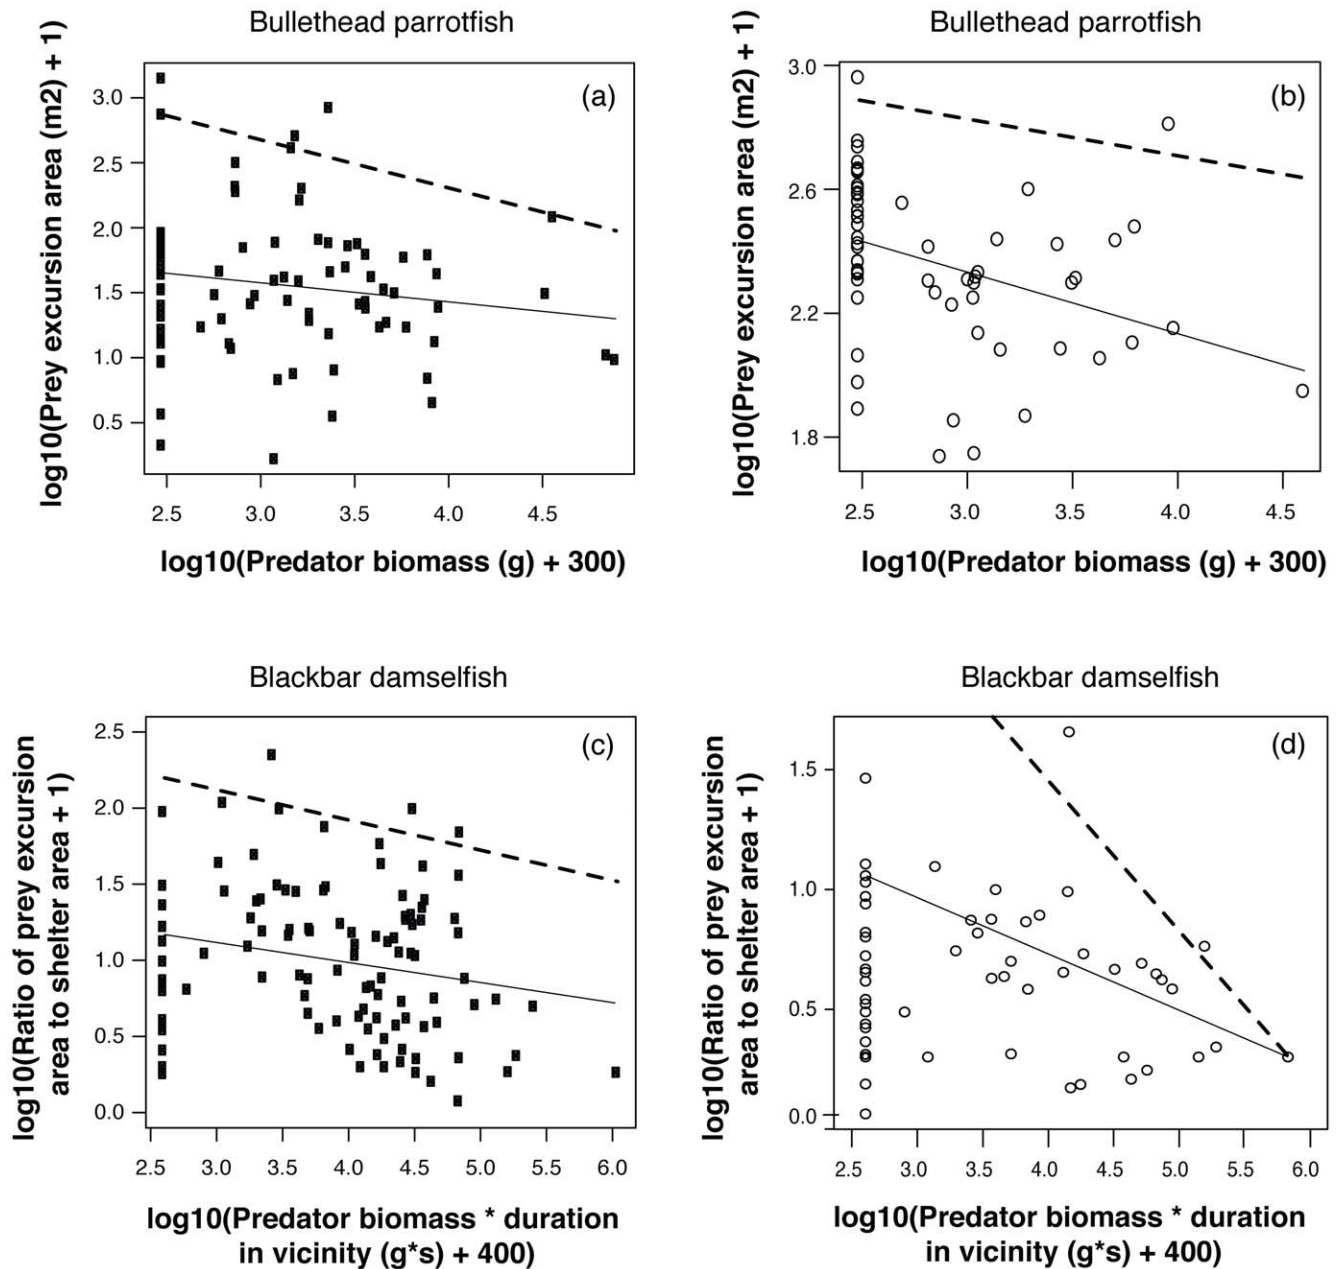 Bullethead parrotfish
log10(Prey excursion area (m2) + 1)
(a)
3.0
2.5
2.0
1.5
1.0
0.5
2.5 3.0 3.5 4.0 4.5
log10(Predator biomass (g) + 300)
Bullethead parrotfish
log10(Prey excursion area (m2) + 1)
(b)
3.0
2.6
2.2
1.8
2.5 3.0 3.5 4.0 4.5
log10(Predator biomass (g) + 300)
Blackbar damselfish
log10(Ratio of prey excursion
area to shelter area + 1)
(c)
2.5
2.0
1.5
1.0
0.5
0.0
2.5 3.0 3.5 4.0 4.5 5.0 5.5 6.0
log10(Predator biomass * duration
in vicinity (g*s) + 400)
Blackbar damselfish
log10(Ratio of prey excursion
area to shelter area + 1)
(d)
1.5
1.0
0.5
0.0
2.5 3.0 3.5 4.0 4.5 5.0 5.5 6.0
log10(Predator biomass * duration
in vicinity (g*s) + 400)